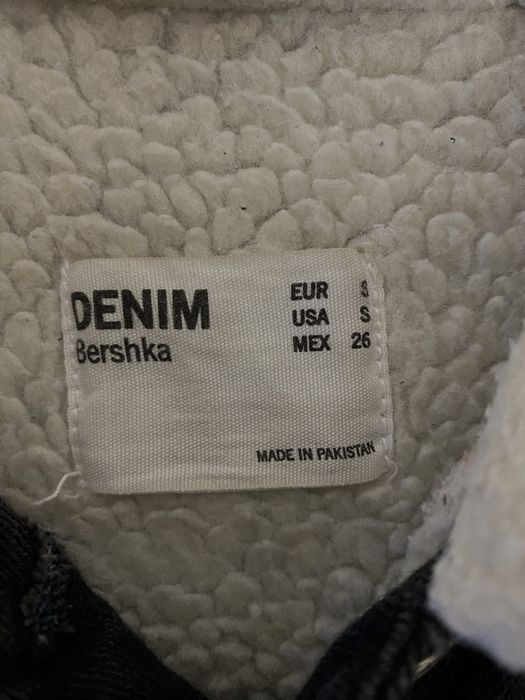 DENIM
Bershka
EUR S
USA S
MEX 26
MADE IN PAKISTAN